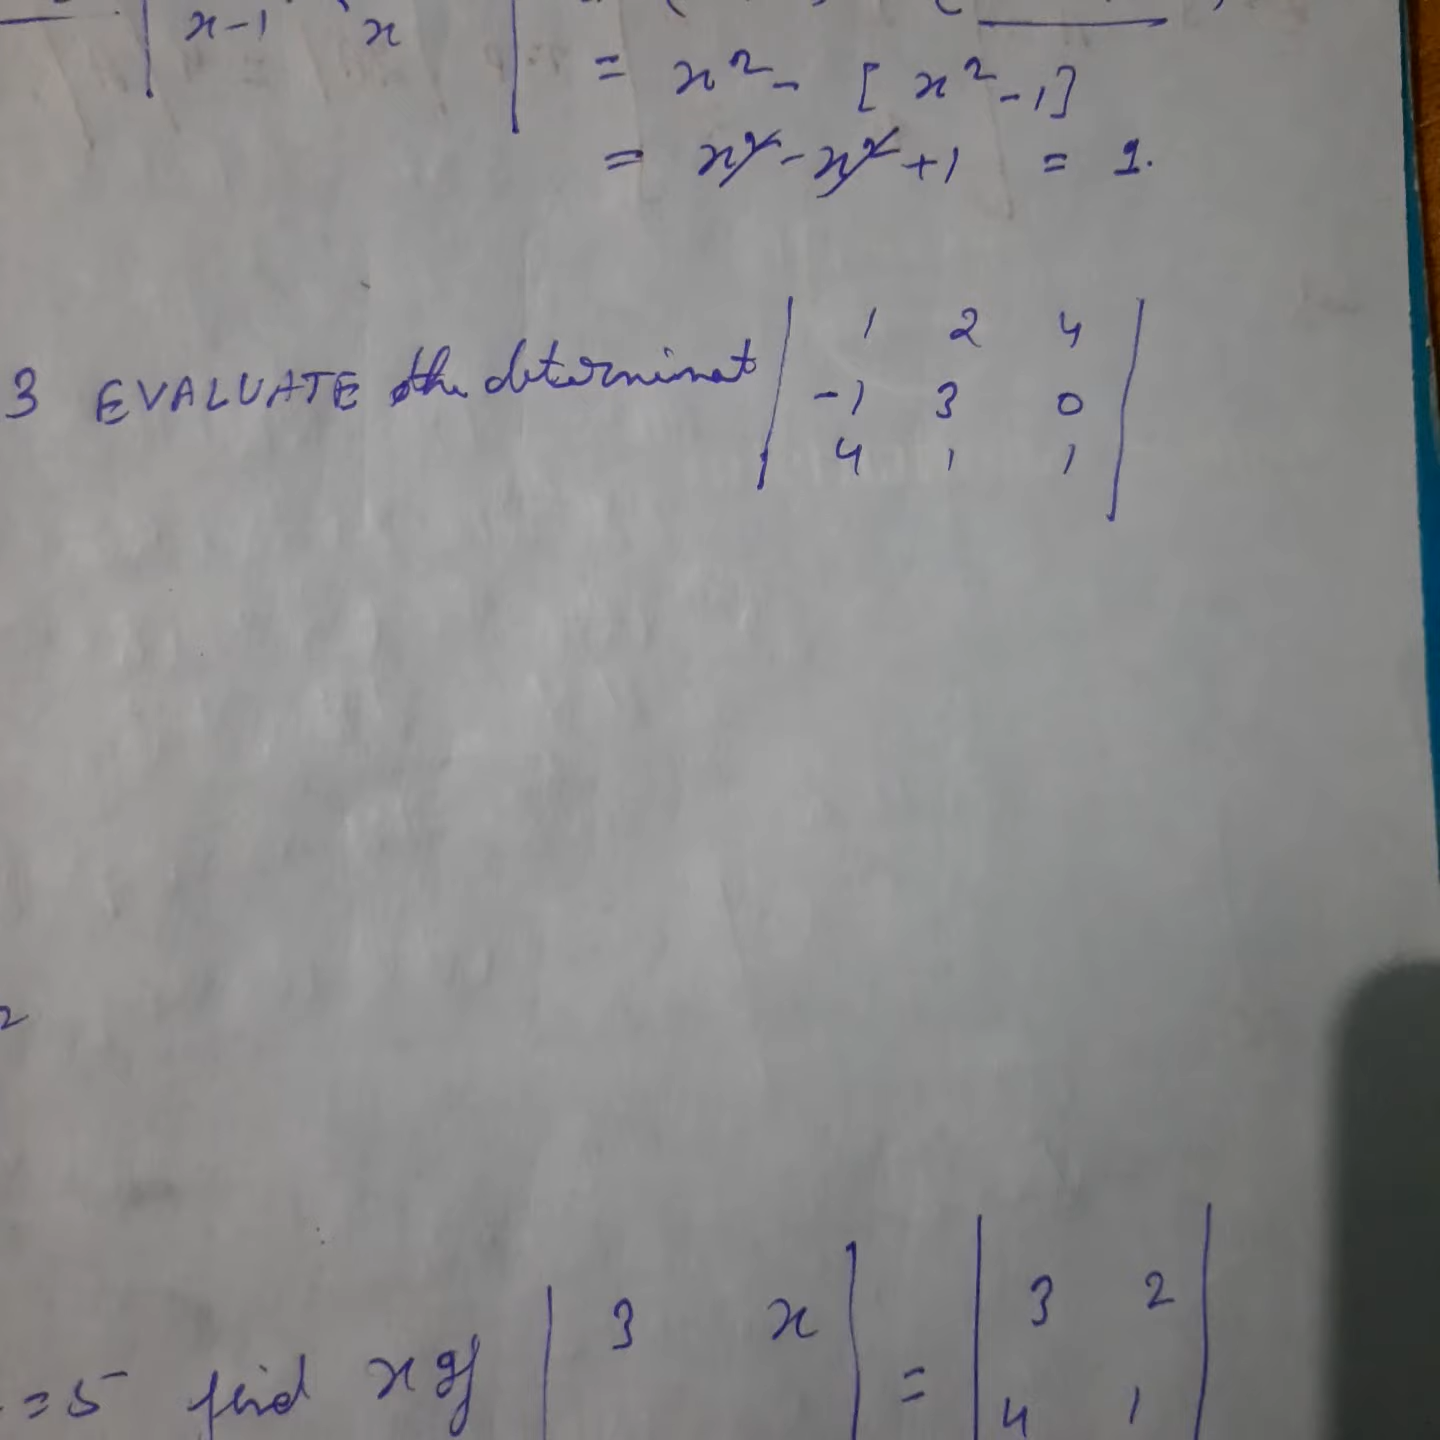 x-1 x
= x² - [x² - 1]
= x² - x² + 1 = 1.
3 EVALUATE the determinat | 1 2 4 |
| -1 3 0 |
| 4 1 1 |
2
| 3 x | = | 3 2 |
= 5 find x if
4 1